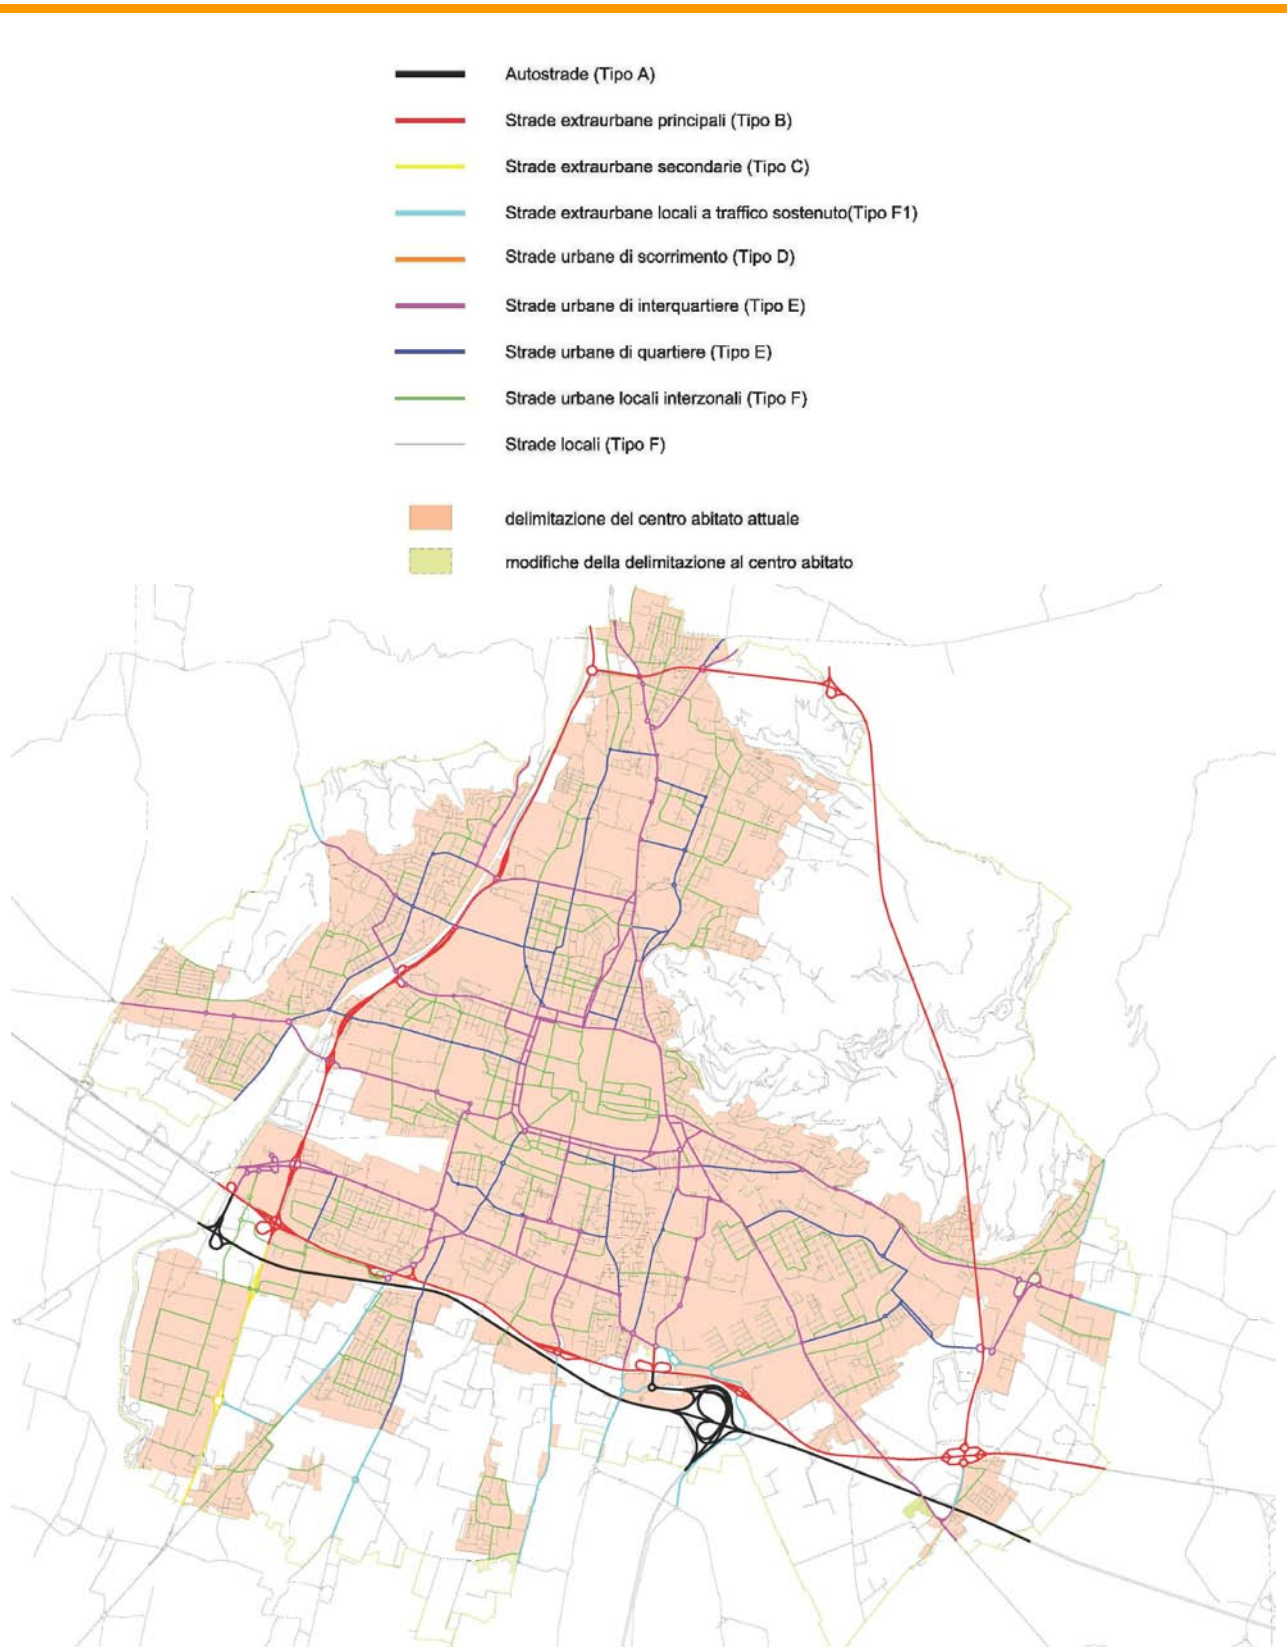 Autostrade (Tipo A)
Strade extraurbane principali (Tipo B)
Strade extraurbane secondarie (Tipo C)
Strade extraurbane locali a traffico sostenuto(Tipo F1)
Strade urbane di scorrimento (Tipo D)
Strade urbane di interquartiere (Tipo E)
Strade urbane di quartiere (Tipo E)
Strade urbane locali interzonali (Tipo F)
Strade locali (Tipo F)
delimitazione del centro abitato attuale
modifiche della delimitazione al centro abitato